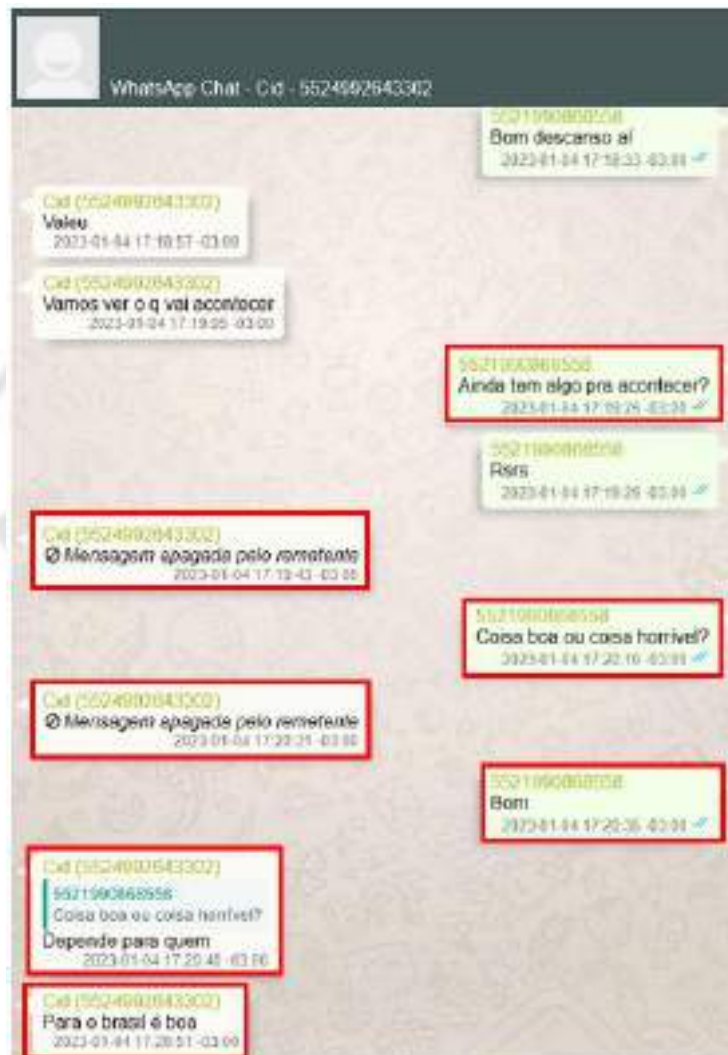 WhatsApp Chat - Cid - 5524992643302
5521990868558
Bom descanso aí
2023-01-04 17:18:33 -03:00
Cid (5524992643302)
Valeu
2023-01-04 17:18:57 -03:00
Cid (5524992643302)
Vamos ver o q vai acontecer
2023-01-04 17:19:05 -03:00
5521990868558
Ainda tem algo pra acontecer?
2023-01-04 17:19:25 -03:00
5521990868558
Rsrs
2023-01-04 17:19:26 -03:00
Cid (5524992643302)
Mensagem apagada pelo remetente
2023-01-04 17:19:43 -03:00
5521990868558
Coisa boa ou coisa horrível?
2023-01-04 17:20:16 -03:00
Cid (5524992643302)
Mensagem apagada pelo remetente
2023-01-04 17:20:31 -03:00
5521990868558
Bom
2023-01-04 17:20:35 -03:00
Cid (5524992643302)
5521990868558
Coisa boa ou coisa horrível?
Depende para quem
2023-01-04 17:20:45 -03:00
Cid (5524992643302)
Para o brasil é boa
2023-01-04 17:20:51 -03:00